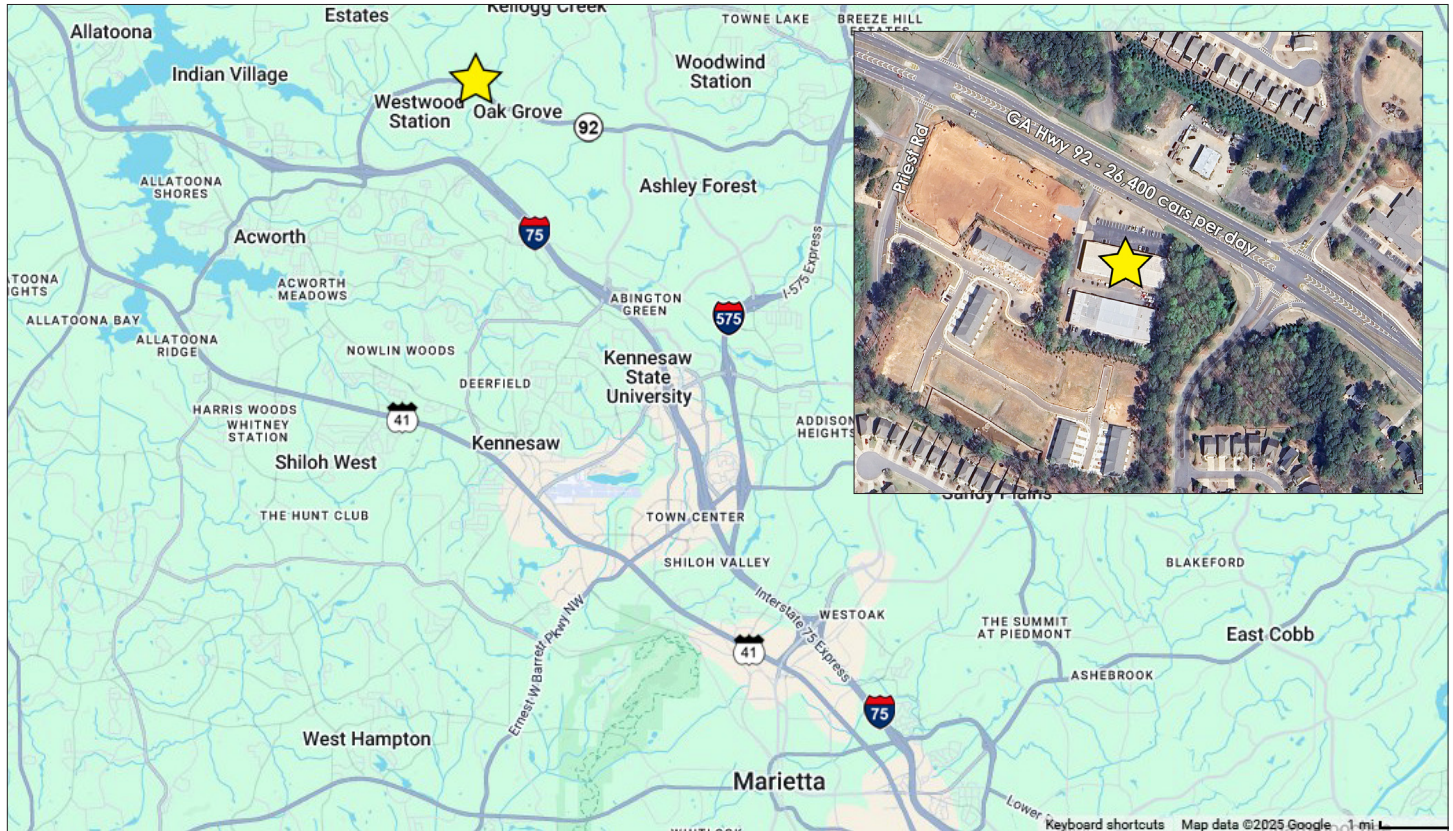 Estates
Kellogg Creek
TOWNE LAKE
BREEZE HILL
ESTATES
Allatoona
Indian Village
Woodwind
Station
Westwood
Station
Oak Grove
92
ALLATOONA
SHORES
Ashley Forest
75
Acworth
ACWORTH
MEADOWS
ABINGTON
GREEN
I-575 Express
575
ALLATOONA BAY
ALLATOONA
RIDGE
NOWLIN WOODS
DEERFIELD
Kennesaw
State
University
HARRIS WOODS
WHITNEY
STATION
41
Kennesaw
ADDISON
HEIGHTS
Shiloh West
THE HUNT CLUB
TOWN CENTER
SHILOH VALLEY
Sandy Plains
BLAKEFORD
Interstate 75 Express
WESTOAK
THE SUMMIT
AT PIEDMONT
East Cobb
Ernest W Barrett Pkwy NW
41
ASHEBROOK
75
West Hampton
Marietta
Lower
Keyboard shortcuts
Map data ©2025 Google
1 mi
GA Hwy 92 - 26,400 cars per day
Priest Rd